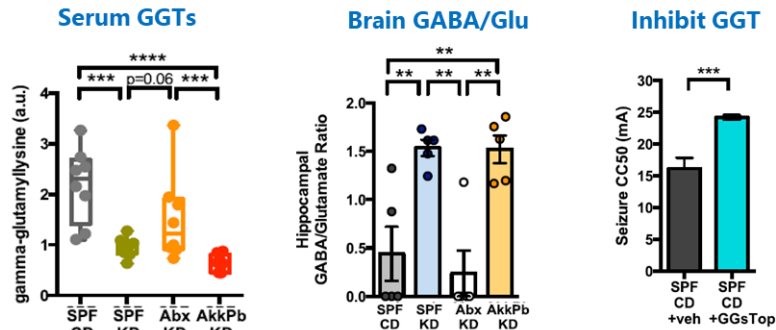 Serum GGTs
Brain GABA/Glu
Inhibit GGT
****
*** p=0.06 ***
gamma-glutamyllysine (a.u.)
4
3
2
1
0
SPF SPF Abx AkkPb
CD KD KD KD
**
** ** **
Hippocampal
GABA/Glutamate Ratio
2.0
1.5
1.0
0.5
0.0
SPF SPF Abx AkkPb
CD KD KD KD
***
Seizure CC50 (mA)
30
25
20
15
10
5
0
SPF SPF
CD CD
+veh +GGsTop